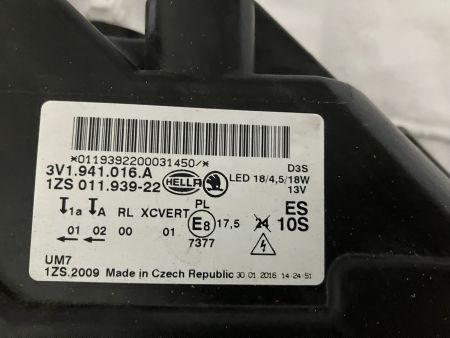 *0119392200031450/*
3V1.941.016.A
1ZS 011.939-22 HELLA
D3S
LED 18/4,5/18W
13V
1a A RL XCVERT PL
01 02 00 01 E8 17,5
7377
24
ES
10S
UM7
1ZS.2009 Made in Czech Republic 30.01.2016 14:24:51